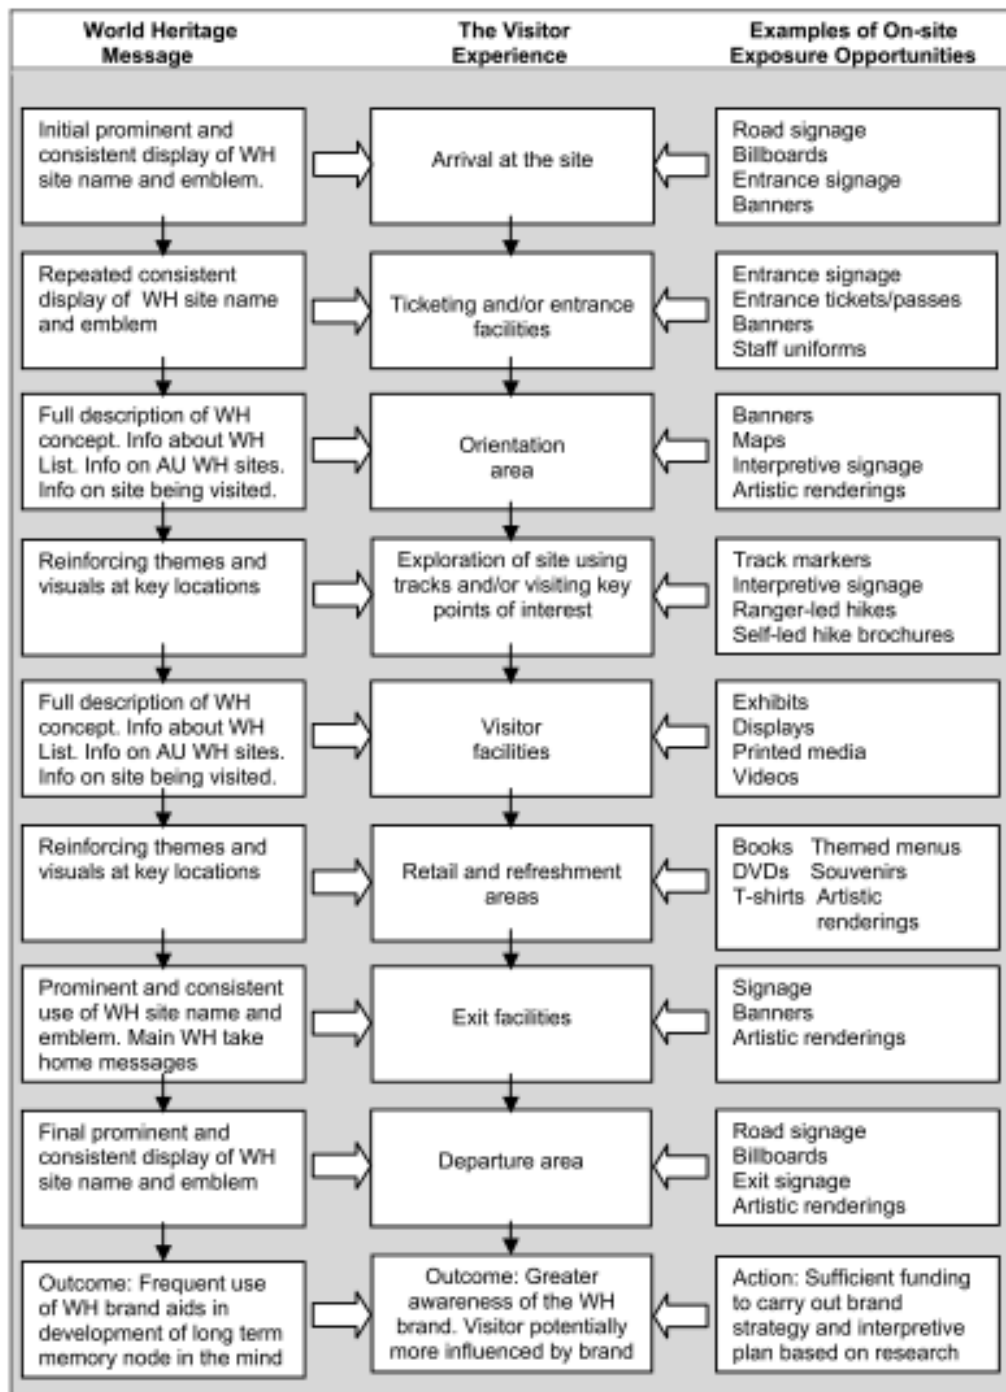 World Heritage
Message
The Visitor
Experience
Examples of On-site
Exposure Opportunities
Initial prominent and
consistent display of WH
site name and emblem.
Arrival at the site
Road signage
Billboards
Entrance signage
Banners
Repeated consistent
display of WH site name
and emblem
Ticketing and/or entrance
facilities
Entrance signage
Entrance tickets/passes
Banners
Staff uniforms
Full description of WH
concept. Info about WH
List. Info on AU WH sites.
Info on site being visited.
Orientation
area
Banners
Maps
Interpretive signage
Artistic renderings
Reinforcing themes and
visuals at key locations
Exploration of site using
tracks and/or visiting key
points of interest
Track markers
Interpretive signage
Ranger-led hikes
Self-led hike brochures
Full description of WH
concept. Info about WH
List. Info on AU WH sites.
Info on site being visited.
Visitor
facilities
Exhibits
Displays
Printed media
Videos
Reinforcing themes and
visuals at key locations
Retail and refreshment
areas
Books Themed menus
DVDs Souvenirs
T-shirts Artistic
renderings
Prominent and consistent
use of WH site name and
emblem. Main WH take
home messages
Exit facilities
Signage
Banners
Artistic renderings
Final prominent and
consistent display of WH
site name and emblem
Departure area
Road signage
Billboards
Exit signage
Artistic renderings
Outcome: Frequent use
of WH brand aids in
development of long term
memory node in the mind
Outcome: Greater
awareness of the WH
brand. Visitor potentially
more influenced by brand
Action: Sufficient funding
to carry out brand
strategy and interpretive
plan based on research